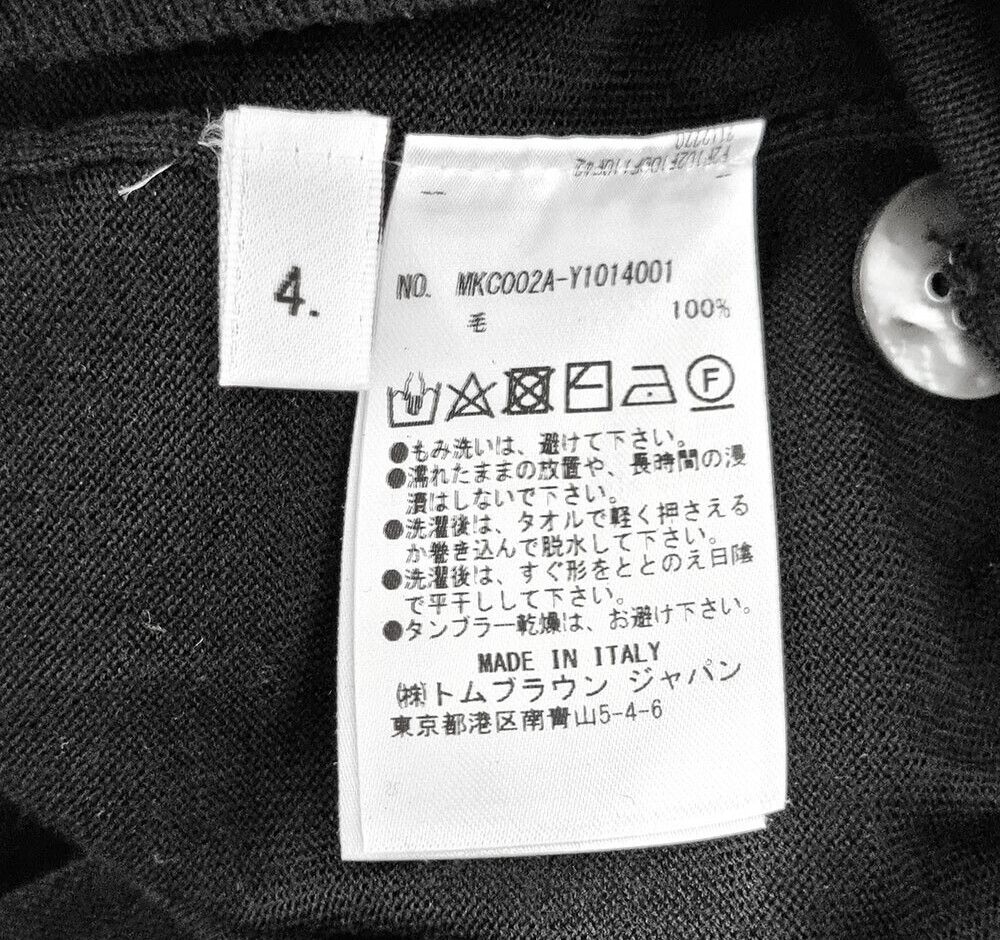 4.
NO. MKC002A-Y1014001
毛 100%
F
●もみ洗いは、避けて下さい。
●濡れたままの放置や、長時間の浸
漬はしないで下さい。
●洗濯後は、タオルで軽く押さえる
か巻き込んで脱水して下さい。
●洗濯後は、すぐ形をととのえ日陰
で平干しして下さい。
●タンブラー乾燥は、お避け下さい。
MADE IN ITALY
㈱トムブラウン ジャパン
東京都港区南青山5-4-6